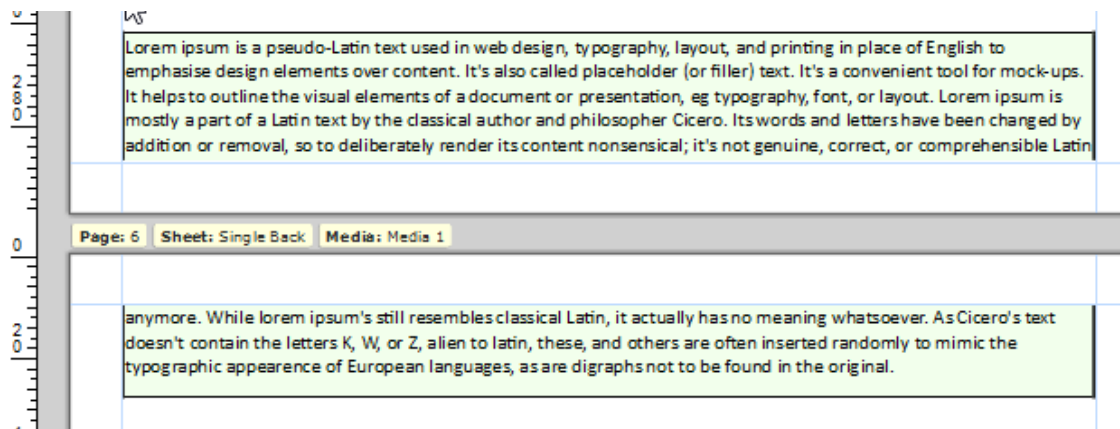 Lorem ipsum is a pseudo-Latin text used in web design, typography, layout, and printing in place of English to
emphasise design elements over content. It's also called placeholder (or filler) text. It's a convenient tool for mock-ups.
It helps to outline the visual elements of a document or presentation, eg typography, font, or layout. Lorem ipsum is
mostly a part of a Latin text by the classical author and philosopher Cicero. Its words and letters have been changed by
addition or removal, so to deliberately render its content nonsensical; it's not genuine, correct, or comprehensible Latin
280
Page: 6 Sheet: Single Back Media: Media 1
0
anymore. While lorem ipsum's still resembles classical Latin, it actually has no meaning whatsoever. As Cicero's text
doesn't contain the letters K, W, or Z, alien to latin, these, and others are often inserted randomly to mimic the
typographic appearence of European languages, as are digraphs not to be found in the original.
20